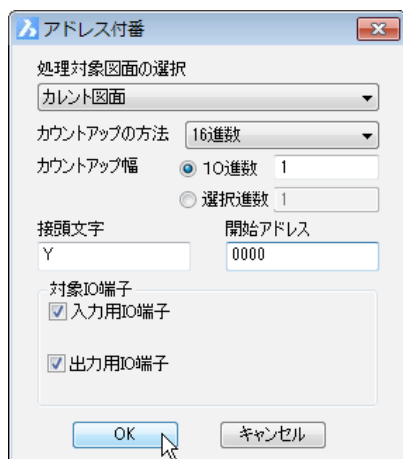 アドレス付番
処理対象図面の選択
カレント図面
カウントアップの方法 16進数
カウントアップ幅 10進数 1
選択進数 1
接頭文字 開始アドレス
Y 0000
対象IO端子
入力用IO端子
出力用IO端子
OK キャンセル